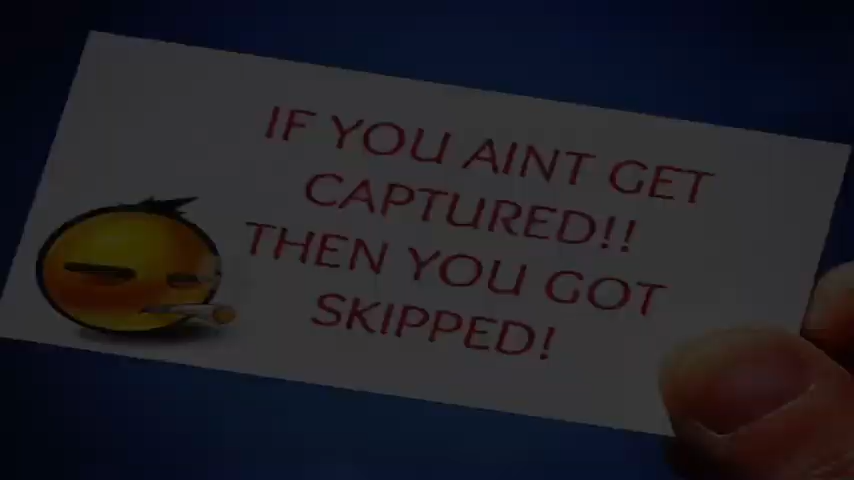 IF YOU AINT GET
CAPTURED!!
THEN YOU GOT
SKIPPED!